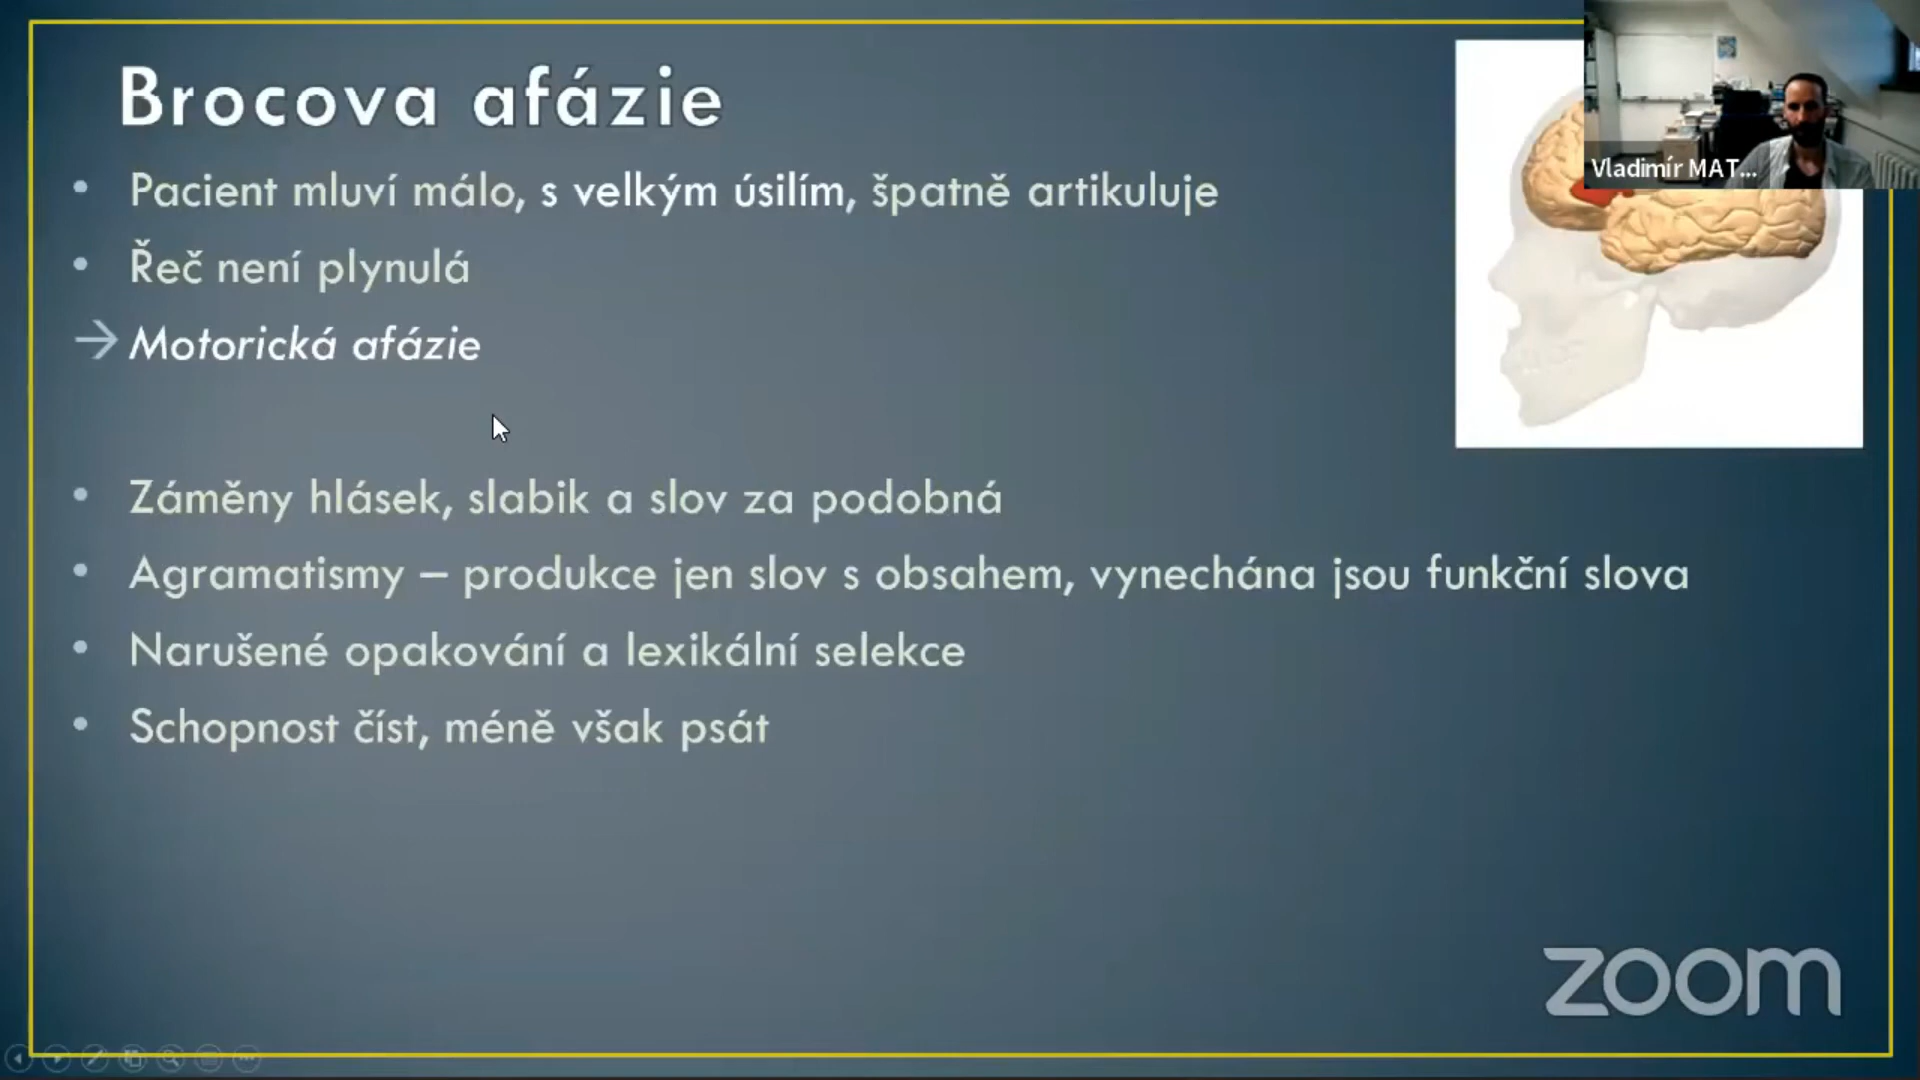 Brocova afázie
Vladimír MAT...
• Pacient mluví málo, s velkým úsilím, špatně artikuluje
• Řeč není plynulá
→ Motorická afázie
• Záměny hlásek, slabik a slov za podobná
• Agramatismy – produkce jen slov s obsahem, vynechána jsou funkční slova
• Narušené opakování a lexikální selekce
• Schopnost číst, méně však psát
zoom